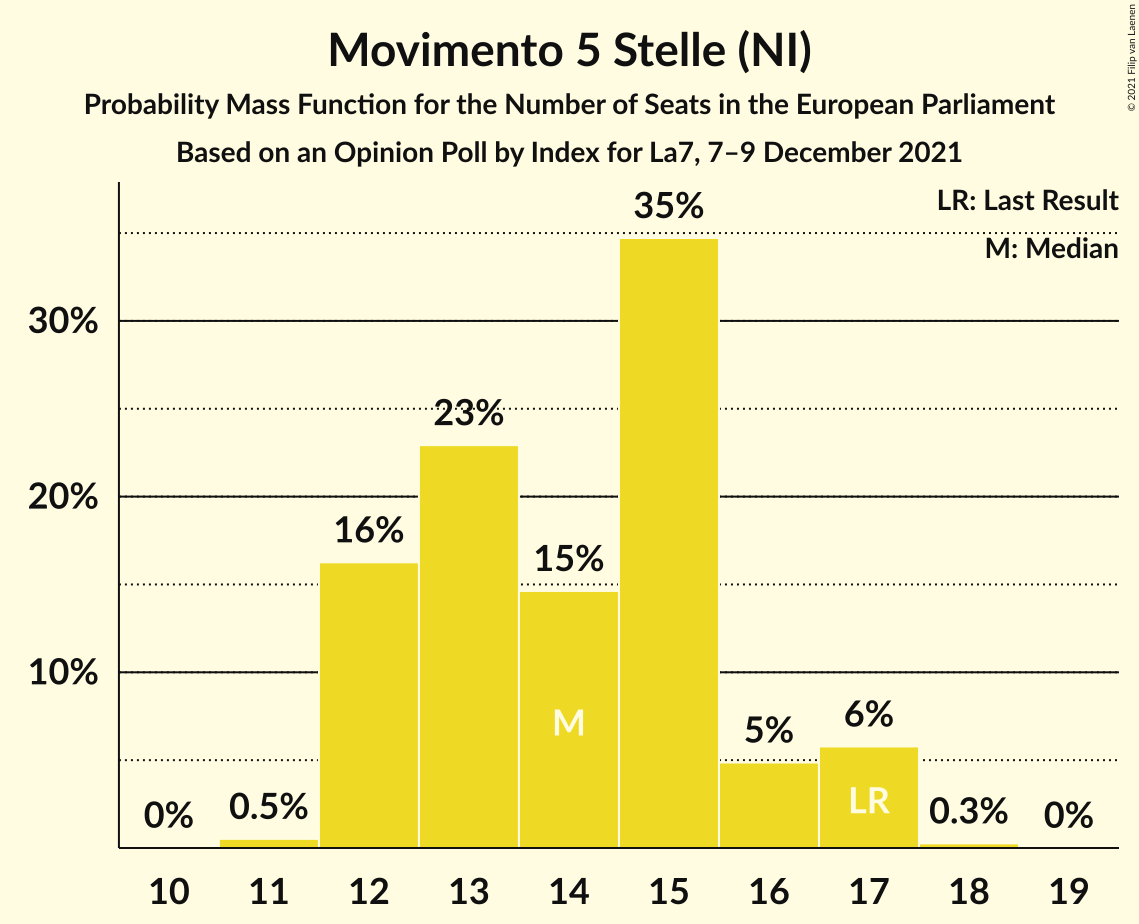 Movimento 5 Stelle (NI)
Probability Mass Function for the Number of Seats in the European Parliament
Based on an Opinion Poll by Index for La7, 7–9 December 2021
© 2021 Filip van Laenen
LR: Last Result
M: Median
30%
20%
10%
0%
0.5%
16%
23%
15%
35%
5%
6%
0.3%
0%
M
LR
10 11 12 13 14 15 16 17 18 19